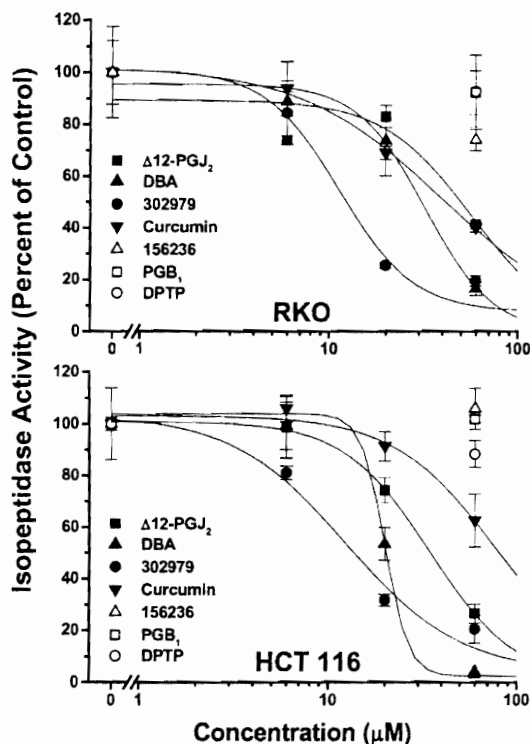 Isopeptidase Activity (Percent of Control)
120
100
80
60
40
20
0
Δ12-PGJ₂
DBA
302979
Curcumin
156236
PGB₁
DPTP
RKO
0 1 10 100
120
100
80
60
40
20
0
Δ12-PGJ₂
DBA
302979
Curcumin
156236
PGB₁
DPTP
HCT 116
0 1 10 100
Concentration (μM)